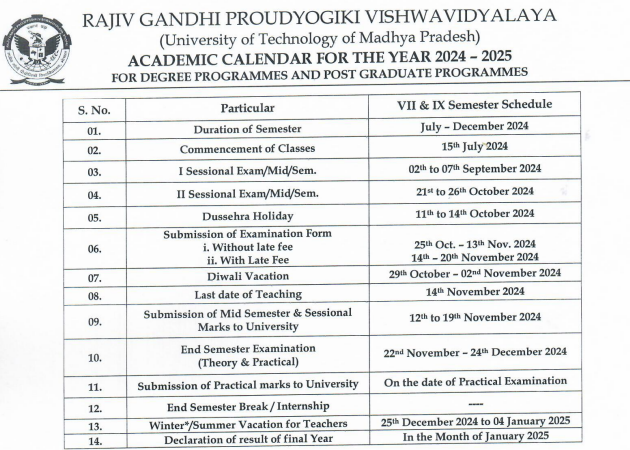 RAJIV GANDHI PROUDYOGIKI VISHWAVIDYALAYA
(University of Technology of Madhya Pradesh)
ACADEMIC CALENDAR FOR THE YEAR 2024 – 2025
FOR DEGREE PROGRAMMES AND POST GRADUATE PROGRAMMES
S. No. Particular VII & IX Semester Schedule
01. Duration of Semester July – December 2024
02. Commencement of Classes 15th July 2024
03. I Sessional Exam/Mid/Sem. 02th to 07th September 2024
04. II Sessional Exam/Mid/Sem. 21st to 26th October 2024
05. Dussehra Holiday 11th to 14th October 2024
06. Submission of Examination Form
i. Without late fee 25th Oct. – 13th Nov. 2024
ii. With Late Fee 14th – 20th November 2024
07. Diwali Vacation 29th October – 02nd November 2024
08. Last date of Teaching 14th November 2024
09. Submission of Mid Semester & Sessional
Marks to University 12th to 19th November 2024
10. End Semester Examination
(Theory & Practical) 22nd November – 24th December 2024
11. Submission of Practical marks to University On the date of Practical Examination
12. End Semester Break / Internship ----
13. Winter*/Summer Vacation for Teachers 25th December 2024 to 04 January 2025
14. Declaration of result of final Year In the Month of January 2025